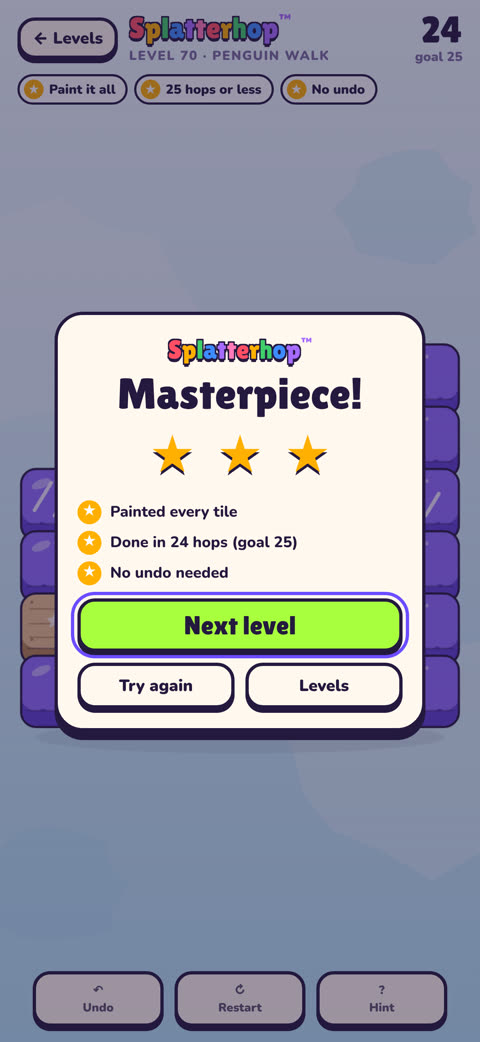 ← Levels
Splatterhop™
LEVEL 70 · PENGUIN WALK
24
goal 25
Paint it all
25 hops or less
No undo
Splatterhop™
Masterpiece!
Painted every tile
Done in 24 hops (goal 25)
No undo needed
Next level
Try again
Levels
Undo
Restart
? 
Hint